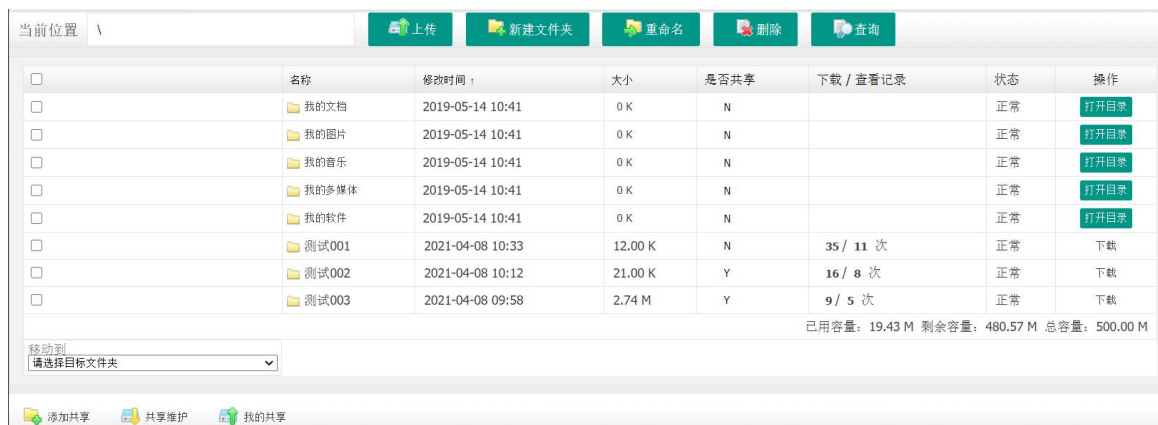 当前位置 \ 上传 新建文件夹 重命名 删除 查询
名称 修改时间 ↑ 大小 是否共享 下载 / 查看记录 状态 操作
我的文档 2019-05-14 10:41 0 K N 正常 打开目录
我的图片 2019-05-14 10:41 0 K N 正常 打开目录
我的音乐 2019-05-14 10:41 0 K N 正常 打开目录
我的多媒体 2019-05-14 10:41 0 K N 正常 打开目录
我的软件 2019-05-14 10:41 0 K N 正常 打开目录
测试001 2021-04-08 10:33 12.00 K N 35 / 11 次 正常 下载
测试002 2021-04-08 10:12 21.00 K Y 16 / 8 次 正常 下载
测试003 2021-04-08 09:58 2.74 M Y 9 / 5 次 正常 下载
已用容量：19.43 M 剩余容量：480.57 M 总容量：500.00 M
移动到
请选择目标文件夹
添加共享 共享维护 我的共享